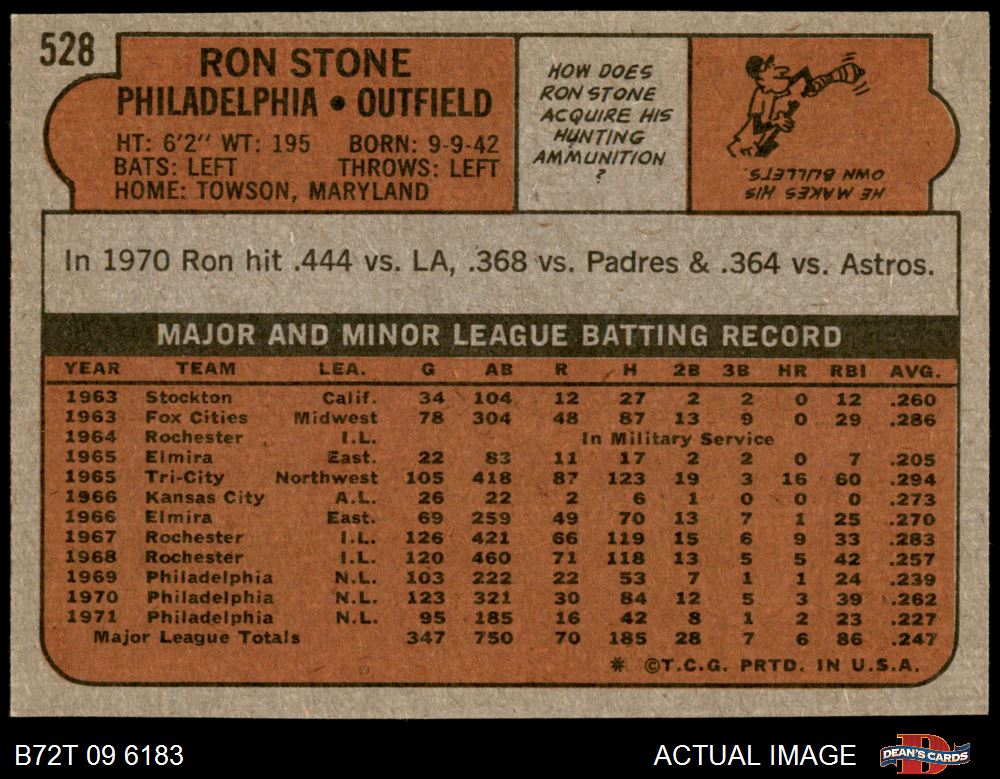 528
RON STONE
PHILADELPHIA • OUTFIELD
HT: 6'2" WT: 195 BORN: 9-9-42
BATS: LEFT THROWS: LEFT
HOME: TOWSON, MARYLAND
HOW DOES
RON STONE
ACQUIRE HIS
HUNTING
AMMUNITION
?
HE MAKES HIS
OWN BULLETS.
In 1970 Ron hit .444 vs. LA, .368 vs. Padres & .364 vs. Astros.
MAJOR AND MINOR LEAGUE BATTING RECORD
YEAR TEAM LEA. G AB R H 2B 3B HR RBI AVG.
1963 Stockton Calif. 34 104 12 27 2 2 0 12 .260
1963 Fox Cities Midwest 78 304 48 87 13 9 0 29 .286
1964 Rochester I.L. In Military Service
1965 Elmira East. 22 83 11 17 2 2 0 7 .205
1965 Tri-City Northwest 105 418 87 123 19 3 16 60 .294
1966 Kansas City A.L. 26 22 2 6 1 0 0 0 .273
1966 Elmira East. 69 259 49 70 13 7 1 25 .270
1967 Rochester I.L. 126 421 66 119 15 6 9 33 .283
1968 Rochester I.L. 120 460 71 118 13 5 5 42 .257
1969 Philadelphia N.L. 103 222 22 53 7 1 1 24 .239
1970 Philadelphia N.L. 123 321 30 84 12 5 3 39 .262
1971 Philadelphia N.L. 95 185 16 42 8 1 2 23 .227
Major League Totals 347 750 70 185 28 7 6 86 .247
* ©T.C.G. PRTD. IN U.S.A.
B72T 09 6183
ACTUAL IMAGE
DEAN'S CARDS